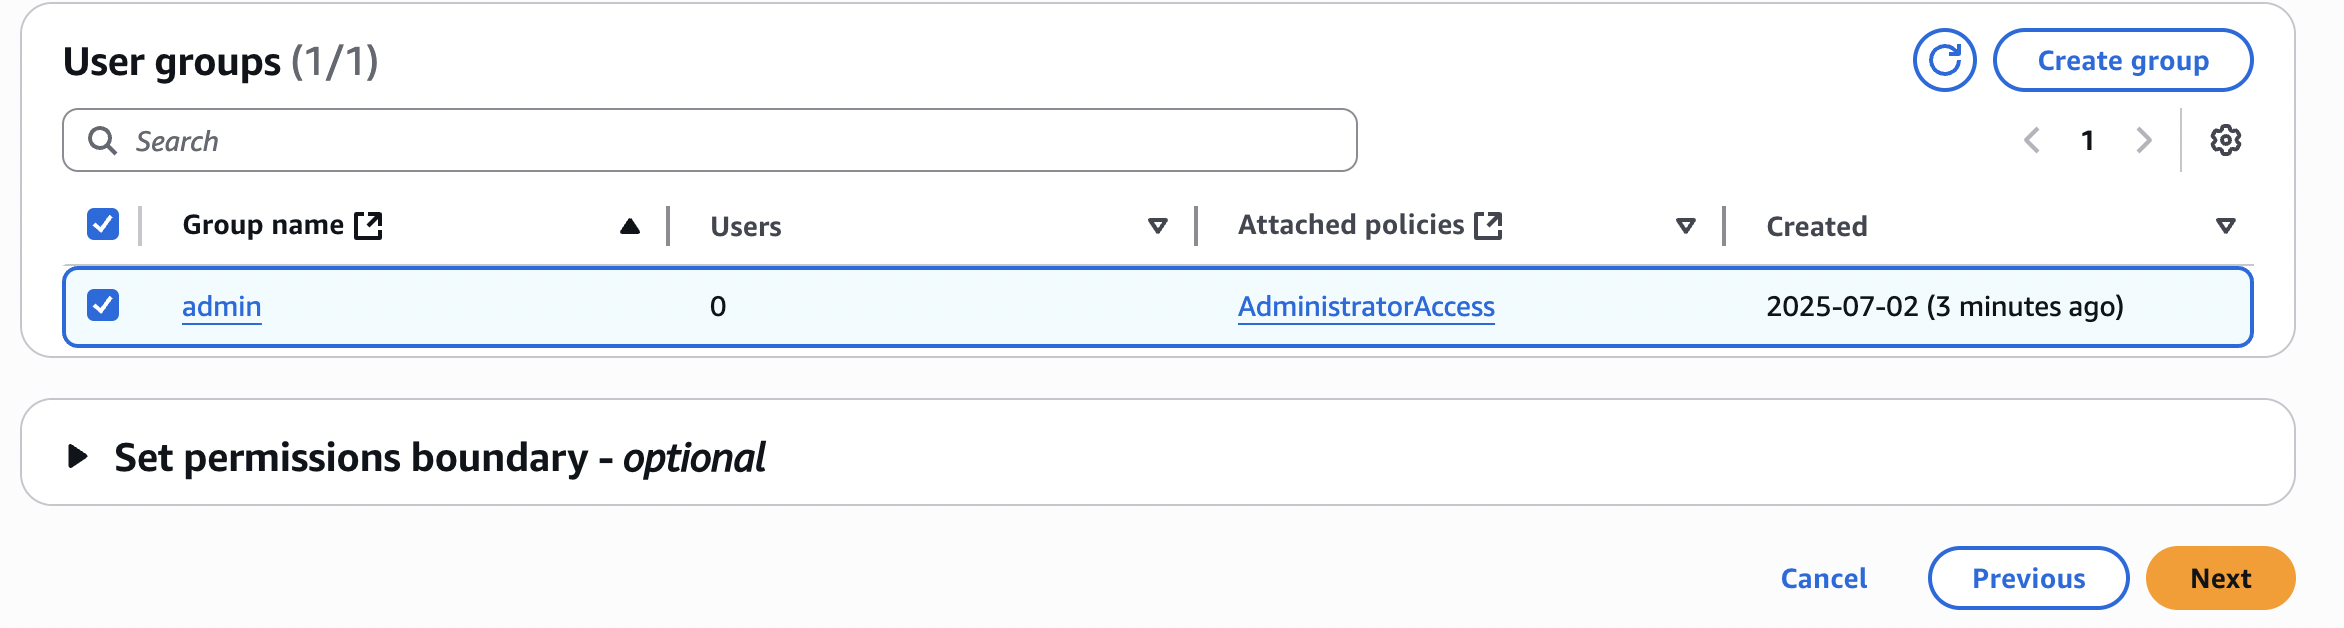 User groups (1/1)
Create group
Search
1
Group name Users Attached policies Created
admin 0 AdministratorAccess 2025-07-02 (3 minutes ago)
Set permissions boundary - optional
Cancel Previous Next